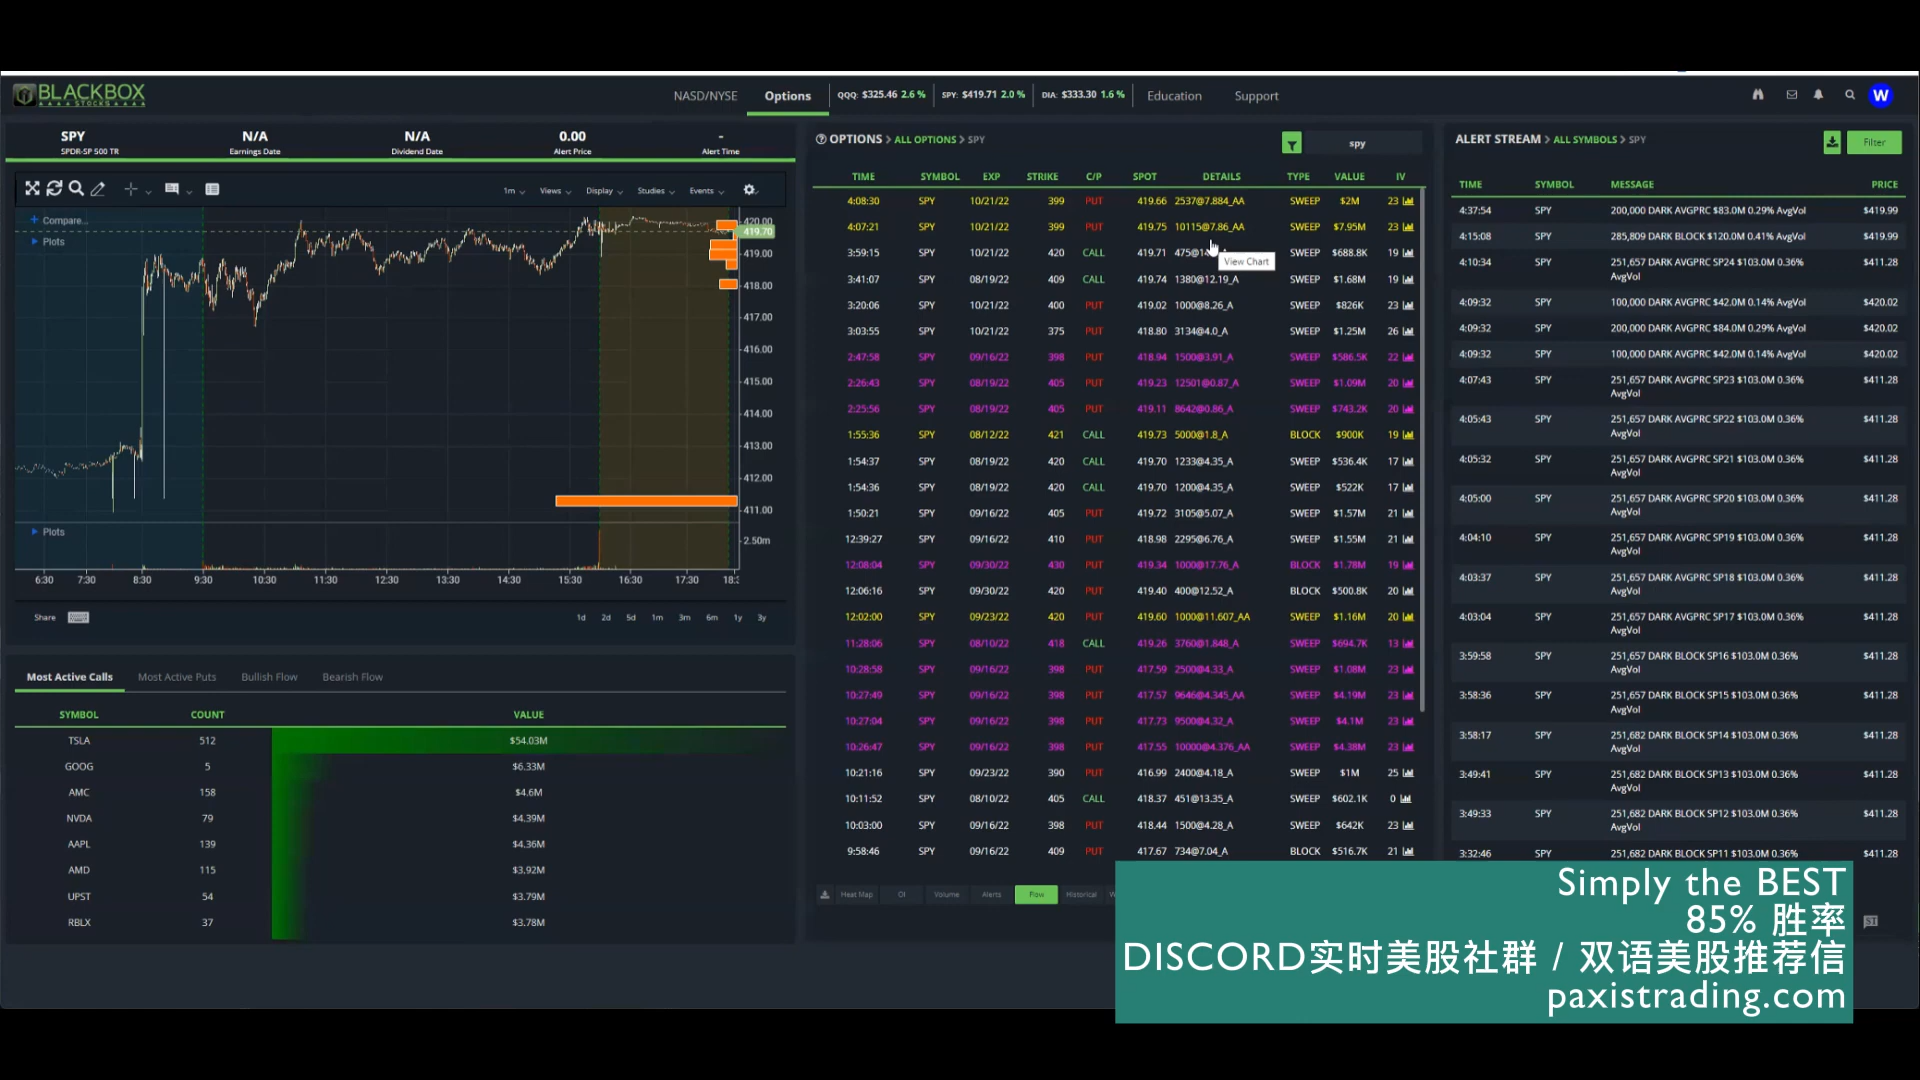 BLACKBOX
STOCKS
NASD/NYSE Options QQQ: $325.46 2.6 % SPY: $419.71 2.0 % DIA: $333.30 1.6 % Education Support W
SPY N/A N/A 0.00 -
SPDR-SP 500 TR Earnings Date Dividend Date Alert Price Alert Time
1m Views Display Studies Events
Compare...
Plots
420.00
419.70
419.00
418.00
417.00
416.00
415.00
414.00
413.00
412.00
411.00
Plots
2.50m
6:30 7:30 8:30 9:30 10:30 11:30 12:30 13:30 14:30 15:30 16:30 17:30 18:
Share 1d 2d 5d 1m 3m 6m 1y 3y
Most Active Calls Most Active Puts Bullish Flow Bearish Flow
SYMBOL COUNT VALUE
TSLA 512 $54.03M
GOOG 5 $6.33M
AMC 158 $4.6M
NVDA 79 $4.39M
AAPL 139 $4.36M
AMD 115 $3.92M
UPST 54 $3.79M
RBLX 37 $3.78M
OPTIONS > ALL OPTIONS > SPY spy
TIME SYMBOL EXP STRIKE C/P SPOT DETAILS TYPE VALUE IV
4:08:30 SPY 10/21/22 399 PUT 419.66 2537@7.884_AA SWEEP $2M 23
4:07:21 SPY 10/21/22 399 PUT 419.75 10115@7.86_AA SWEEP $7.95M 23
3:59:15 SPY 10/21/22 420 CALL 419.71 475@1 SWEEP $688.8K 19
View Chart
3:41:07 SPY 08/19/22 409 CALL 419.74 1380@12.19_A SWEEP $1.68M 19
3:20:06 SPY 10/21/22 400 PUT 419.02 1000@8.26_A SWEEP $826K 23
3:03:55 SPY 10/21/22 375 PUT 418.80 3134@4.0_A SWEEP $1.25M 26
2:47:58 SPY 09/16/22 398 PUT 418.94 1500@3.91_A SWEEP $586.5K 22
2:26:43 SPY 08/19/22 405 PUT 419.23 12501@0.87_A SWEEP $1.09M 20
2:25:56 SPY 08/19/22 405 PUT 419.11 8642@0.86_A SWEEP $743.2K 20
1:55:36 SPY 08/12/22 421 CALL 419.73 5000@1.8_A BLOCK $900K 19
1:54:37 SPY 08/19/22 420 CALL 419.70 1233@4.35_A SWEEP $536.4K 17
1:54:36 SPY 08/19/22 420 CALL 419.70 1200@4.35_A SWEEP $522K 17
1:50:21 SPY 09/16/22 405 PUT 419.72 3105@5.07_A SWEEP $1.57M 21
12:39:27 SPY 09/16/22 410 PUT 418.98 2295@6.76_A SWEEP $1.55M 21
12:08:04 SPY 09/30/22 430 PUT 419.34 1000@17.76_A BLOCK $1.78M 19
12:06:16 SPY 09/30/22 420 PUT 419.40 400@12.52_A BLOCK $500.8K 20
12:02:00 SPY 09/23/22 420 PUT 419.60 1000@11.607_AA SWEEP $1.16M 20
11:28:06 SPY 08/10/22 418 CALL 419.26 3760@1.848_A SWEEP $694.7K 13
10:28:58 SPY 09/16/22 398 PUT 417.59 2500@4.33_A SWEEP $1.08M 23
10:27:49 SPY 09/16/22 398 PUT 417.57 9646@4.345_AA SWEEP $4.19M 23
10:27:04 SPY 09/16/22 398 PUT 417.73 9500@4.32_A SWEEP $4.1M 23
10:26:47 SPY 09/16/22 398 PUT 417.55 10000@4.376_AA SWEEP $4.38M 23
10:21:16 SPY 09/23/22 390 PUT 416.99 2400@4.18_A SWEEP $1M 25
10:11:52 SPY 08/10/22 405 CALL 418.37 451@13.35_A SWEEP $602.1K 0
10:03:00 SPY 09/16/22 398 PUT 418.44 1500@4.28_A SWEEP $642K 23
9:58:46 SPY 09/16/22 409 PUT 417.67 734@7.04_A BLOCK $516.7K 21
Heat Map OI Volume Alerts Flow Historical W
ALERT STREAM > ALL SYMBOLS > SPY Filter
TIME SYMBOL MESSAGE PRICE
4:37:54 SPY 200,000 DARK AVGPRC $83.0M 0.29% AvgVol $419.99
4:15:08 SPY 285,809 DARK BLOCK $120.0M 0.41% AvgVol $419.99
4:10:34 SPY 251,657 DARK AVGPRC SP24 $103.0M 0.36% $411.28
AvgVol
4:09:32 SPY 100,000 DARK AVGPRC $42.0M 0.14% AvgVol $420.02
4:09:32 SPY 200,000 DARK AVGPRC $84.0M 0.29% AvgVol $420.02
4:09:32 SPY 100,000 DARK AVGPRC $42.0M 0.14% AvgVol $420.02
4:07:43 SPY 251,657 DARK AVGPRC SP23 $103.0M 0.36% $411.28
AvgVol
4:05:43 SPY 251,657 DARK AVGPRC SP22 $103.0M 0.36% $411.28
AvgVol
4:05:32 SPY 251,657 DARK AVGPRC SP21 $103.0M 0.36% $411.28
AvgVol
4:05:00 SPY 251,657 DARK AVGPRC SP20 $103.0M 0.36% $411.28
AvgVol
4:04:10 SPY 251,657 DARK AVGPRC SP19 $103.0M 0.36% $411.28
AvgVol
4:03:37 SPY 251,657 DARK AVGPRC SP18 $103.0M 0.36% $411.28
AvgVol
4:03:04 SPY 251,657 DARK AVGPRC SP17 $103.0M 0.36% $411.28
AvgVol
3:59:58 SPY 251,657 DARK BLOCK SP16 $103.0M 0.36% $411.28
AvgVol
3:58:36 SPY 251,657 DARK BLOCK SP15 $103.0M 0.36% $411.28
AvgVol
3:58:17 SPY 251,682 DARK BLOCK SP14 $103.0M 0.36% $411.28
AvgVol
3:49:41 SPY 251,682 DARK BLOCK SP13 $103.0M 0.36% $411.28
AvgVol
3:49:33 SPY 251,682 DARK BLOCK SP12 $103.0M 0.36% $411.28
AvgVol
3:32:46 SPY 251,682 DARK BLOCK SP11 $103.0M 0.36% $411.28
Simply the BEST
85% 胜率
DISCORD实时美股社群 / 双语美股推荐信
paxistrading.com
ST